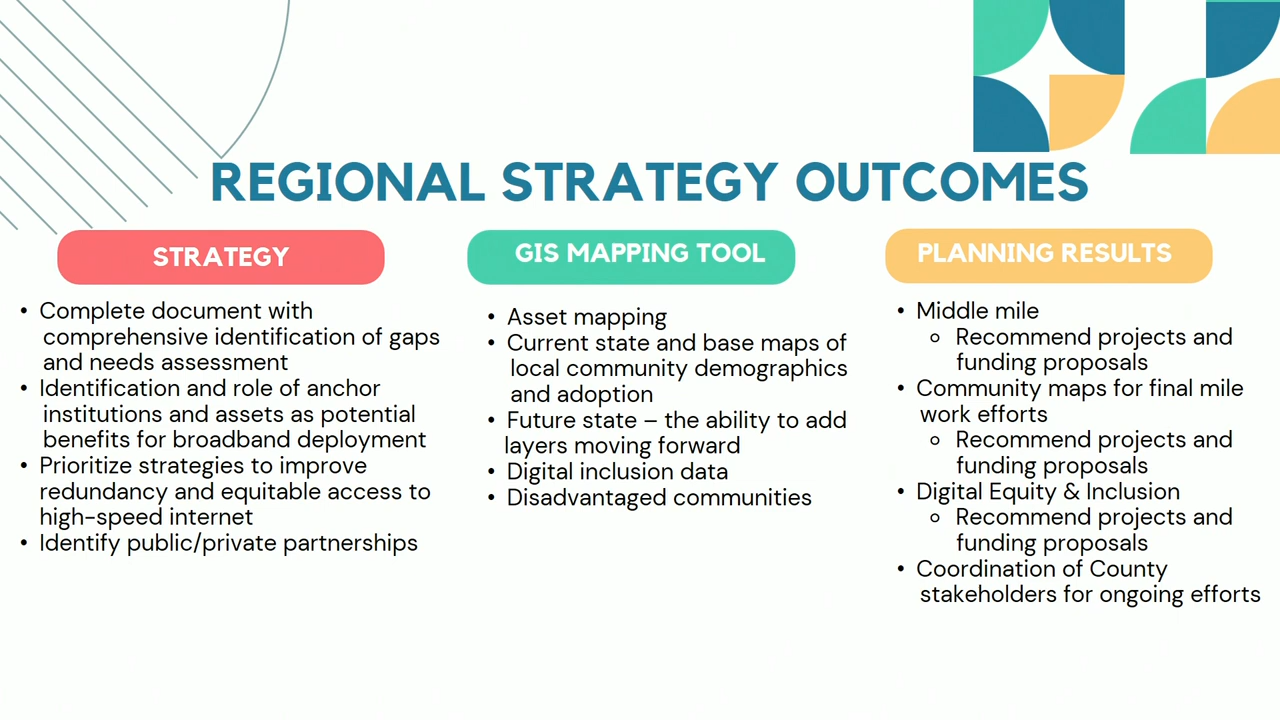 REGIONAL STRATEGY OUTCOMES
STRATEGY
• Complete document with
comprehensive identification of gaps
and needs assessment
• Identification and role of anchor
institutions and assets as potential
benefits for broadband deployment
• Prioritize strategies to improve
redundancy and equitable access to
high-speed internet
• Identify public/private partnerships
GIS MAPPING TOOL
• Asset mapping
• Current state and base maps of
local community demographics
and adoption
• Future state – the ability to add
layers moving forward
• Digital inclusion data
• Disadvantaged communities
PLANNING RESULTS
• Middle mile
○ Recommend projects and
funding proposals
• Community maps for final mile
work efforts
○ Recommend projects and
funding proposals
• Digital Equity & Inclusion
○ Recommend projects and
funding proposals
• Coordination of County
stakeholders for ongoing efforts